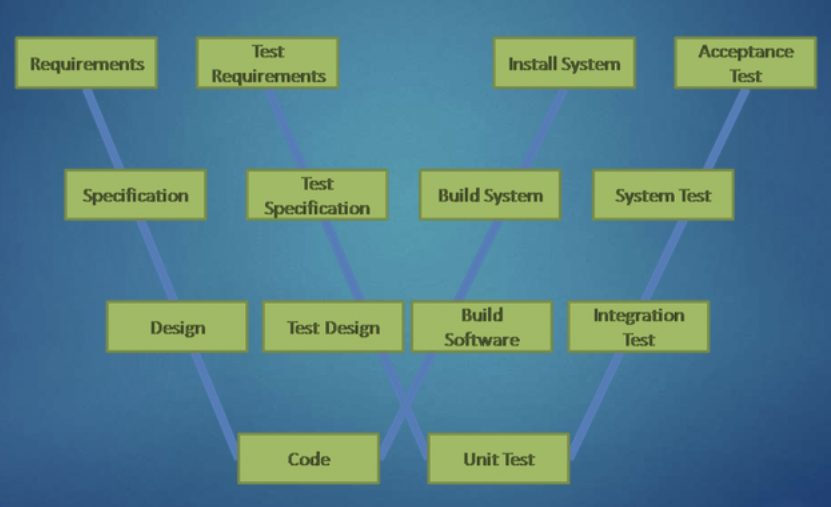 Requirements
Test
Requirements
Install System
Acceptance
Test
Specification
Test
Specification
Build System
System Test
Design
Test Design
Build
Software
Integration
Test
Code
Unit Test